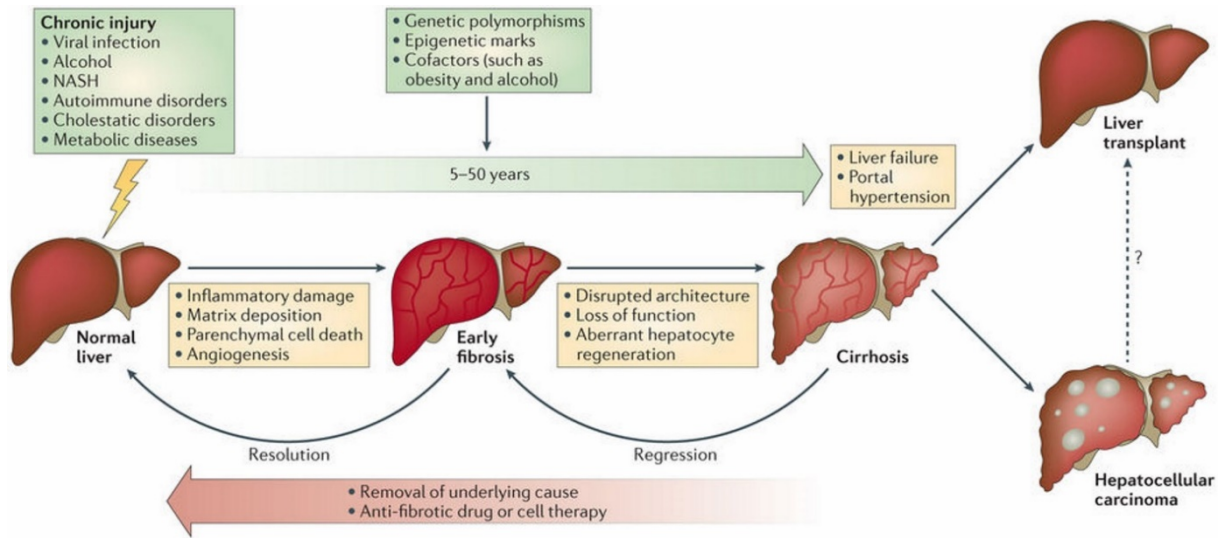 Chronic injury
• Viral infection
• Alcohol
• NASH
• Autoimmune disorders
• Cholestatic disorders
• Metabolic diseases
• Genetic polymorphisms
• Epigenetic marks
• Cofactors (such as
obesity and alcohol)
5–50 years
• Liver failure
• Portal
hypertension
Liver
transplant
?
Normal
liver
• Inflammatory damage
• Matrix deposition
• Parenchymal cell death
• Angiogenesis
Early
fibrosis
• Disrupted architecture
• Loss of function
• Aberrant hepatocyte
regeneration
Cirrhosis
Hepatocellular
carcinoma
Resolution
Regression
• Removal of underlying cause
• Anti-fibrotic drug or cell therapy